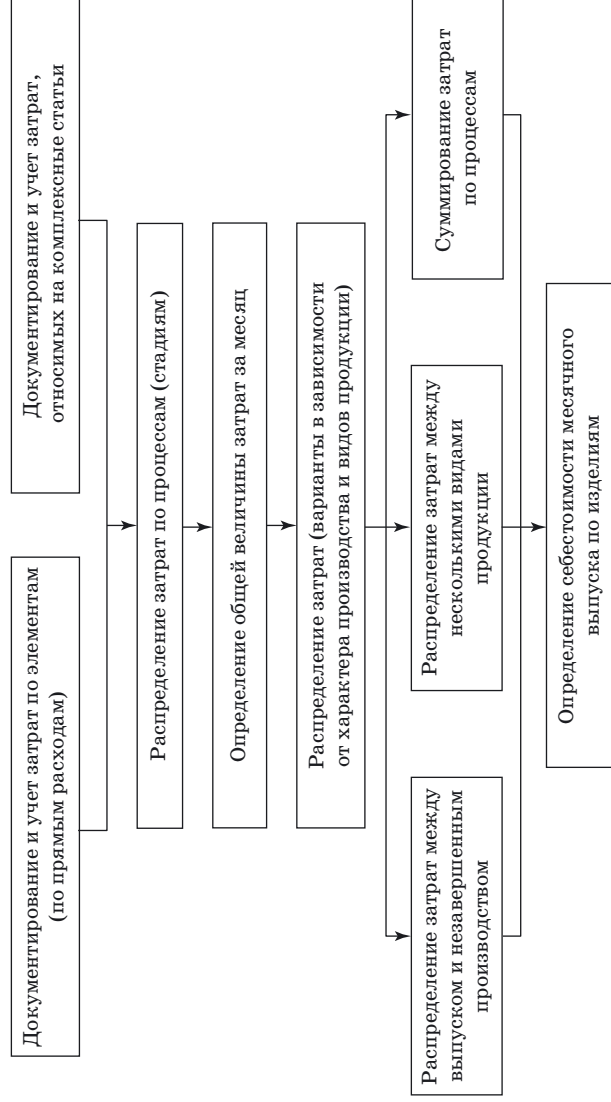 Документирование и учет затрат по элементам
(по прямым расходам)
Документирование и учет затрат,
относимых на комплексные статьи
Распределение затрат по процессам (стадиям)
Определение общей величины затрат за месяц
Распределение затрат (варианты в зависимости
от характера производства и видов продукции)
Распределение затрат между
выпуском и незавершенным
производством
Распределение затрат между
несколькими видами
продукции
Суммирование затрат
по процессам
Определение себестоимости месячного
выпуска по изделиям